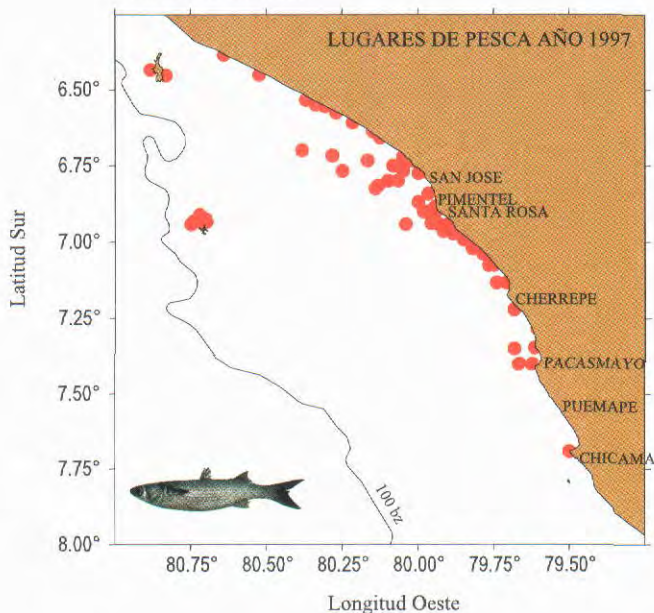 LUGARES DE PESCA AÑO 1997
6.50°
6.75°
7.00°
7.25°
7.50°
7.75°
8.00°
Latitud Sur
SAN JOSE
PIMENTEL
SANTA ROSA
CHERREPE
PACASMAYO
PUEMAPE
CHICAMA
100 bz
80.75°
80.50°
80.25°
80.00°
79.75°
79.50°
Longitud Oeste